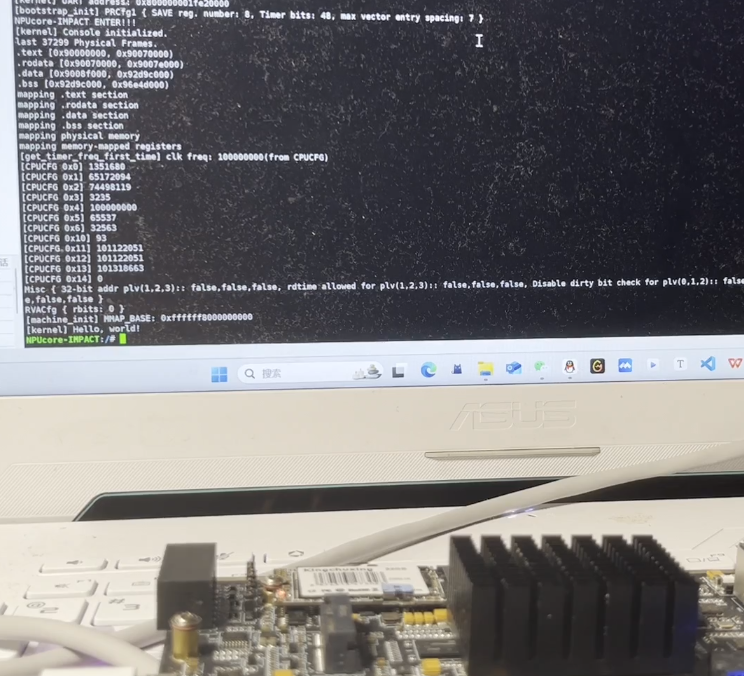 [kernel] UART address: 0x800000001fe20000
[bootstrap_init] PRCfg1 { SAVE reg. number: 8, Timer bits: 48, max vector entry spacing: 7 }
NPUcore-IMPACT ENTER!!!
[kernel] Console initialized.
last 37299 Physical Frames.
.text [0x90000000, 0x90070000)
.rodata [0x90070000, 0x9007e000)
.data [0x9008f000, 0x92d9c000)
.bss [0x92d9c000, 0x96e4d000)
mapping .text section
mapping .rodata section
mapping .data section
mapping .bss section
mapping physical memory
mapping memory-mapped registers
[get_timer_freq_first_time] clk freq: 100000000(from CPUCFG)
[CPUCFG 0x0] 1351680
[CPUCFG 0x1] 65172094
[CPUCFG 0x2] 74498119
[CPUCFG 0x3] 3235
[CPUCFG 0x4] 100000000
[CPUCFG 0x5] 65537
[CPUCFG 0x6] 32563
[CPUCFG 0x10] 93
[CPUCFG 0x11] 101122051
[CPUCFG 0x12] 101122051
[CPUCFG 0x13] 101318663
[CPUCFG 0x14] 0
Misc { 32-bit addr plv(1,2,3):: false,false,false, rdtime allowed for plv(1,2,3):: false,false,false, Disable dirty bit check for plv(0,1,2):: false
e,false,false }
RVACfg { rbits: 0 }
[machine_init] MMAP_BASE: 0xffffff8000000000
[kernel] Hello, world!
NPUcore-IMPACT:/#
搜索
ASUS